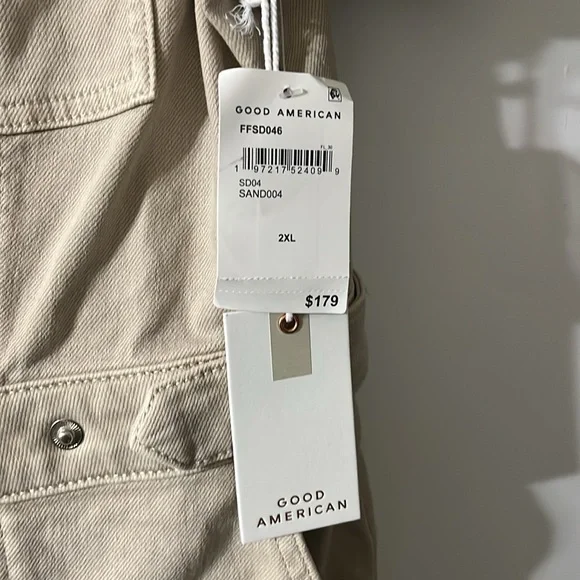 GOOD AMERICAN
FFSD046
1 97217 52409 9
SD04
SAND004
2XL
$179
GOOD
AMERICAN